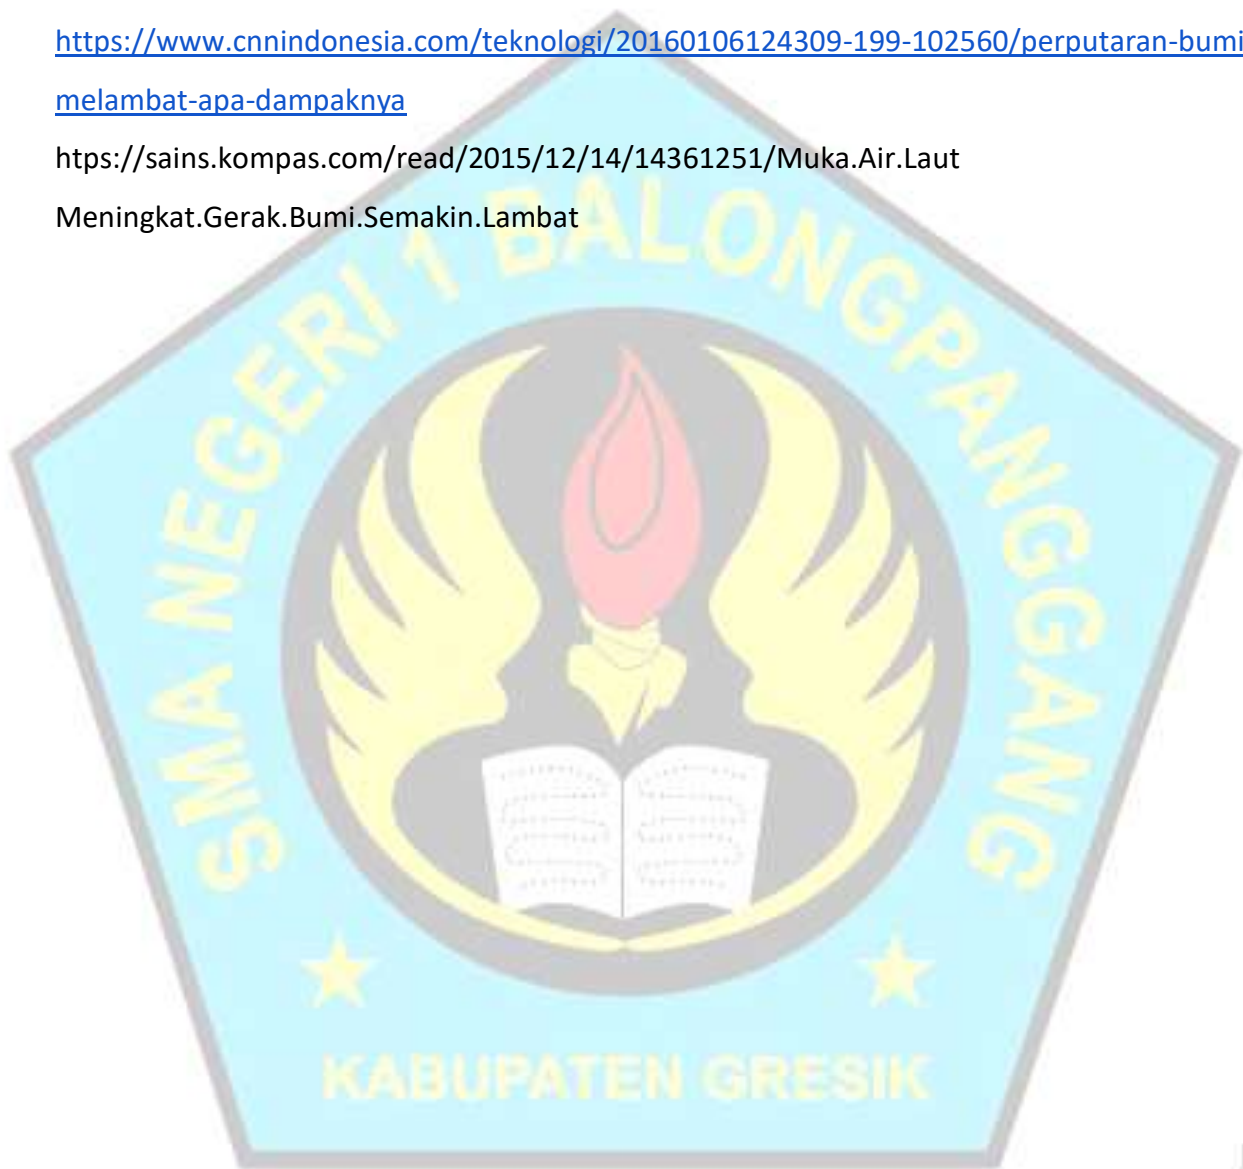 https://www.cnnindonesia.com/teknologi/20160106124309-199-102560/perputaran-bumi
melambat-apa-dampaknya
htps://sains.kompas.com/read/2015/12/14/14361251/Muka.Air.Laut
Meningkat.Gerak.Bumi.Semakin.Lambat
SMA NEGERI 1 BALONGPANGGANG
KABUPATEN GRESIK